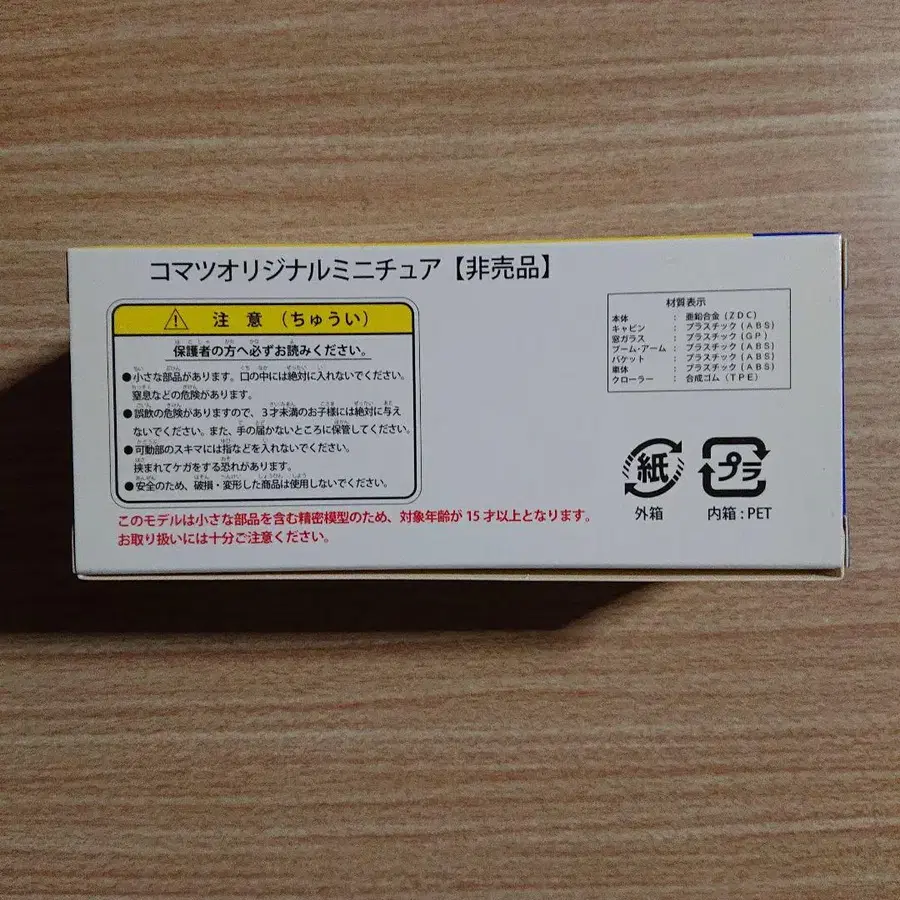 コマツオリジナルミニチュア【非売品】
注 意 （ちゅうい）
保護者の方へ必ずお読みください。
●小さな部品があります。口の中には絶対に入れないでください。
窒息などの危険があります。
●誤飲の危険がありますので、3才未満のお子様には絶対に与え
ないでください。また、手の届かないところに保管してください。
●可動部のスキマには指などを入れないでください。
挟まれてケガをする恐れがあります。
●安全のため、破損・変形した商品は使用しないでください。
このモデルは小さな部品を含む精密模型のため、対象年齢が 15 才以上となります。
お取り扱いには十分ご注意ください。
材質表示
本体 : 亜鉛合金 (ZDC)
キャビン : プラスチック (ABS)
窓ガラス : プラスチック (GP)
ブーム・アーム : プラスチック (ABS)
バケット : プラスチック (ABS)
車体 : プラスチック (ABS)
クローラー : 合成ゴム (TPE)
紙 プラ
外箱 内箱 : PET